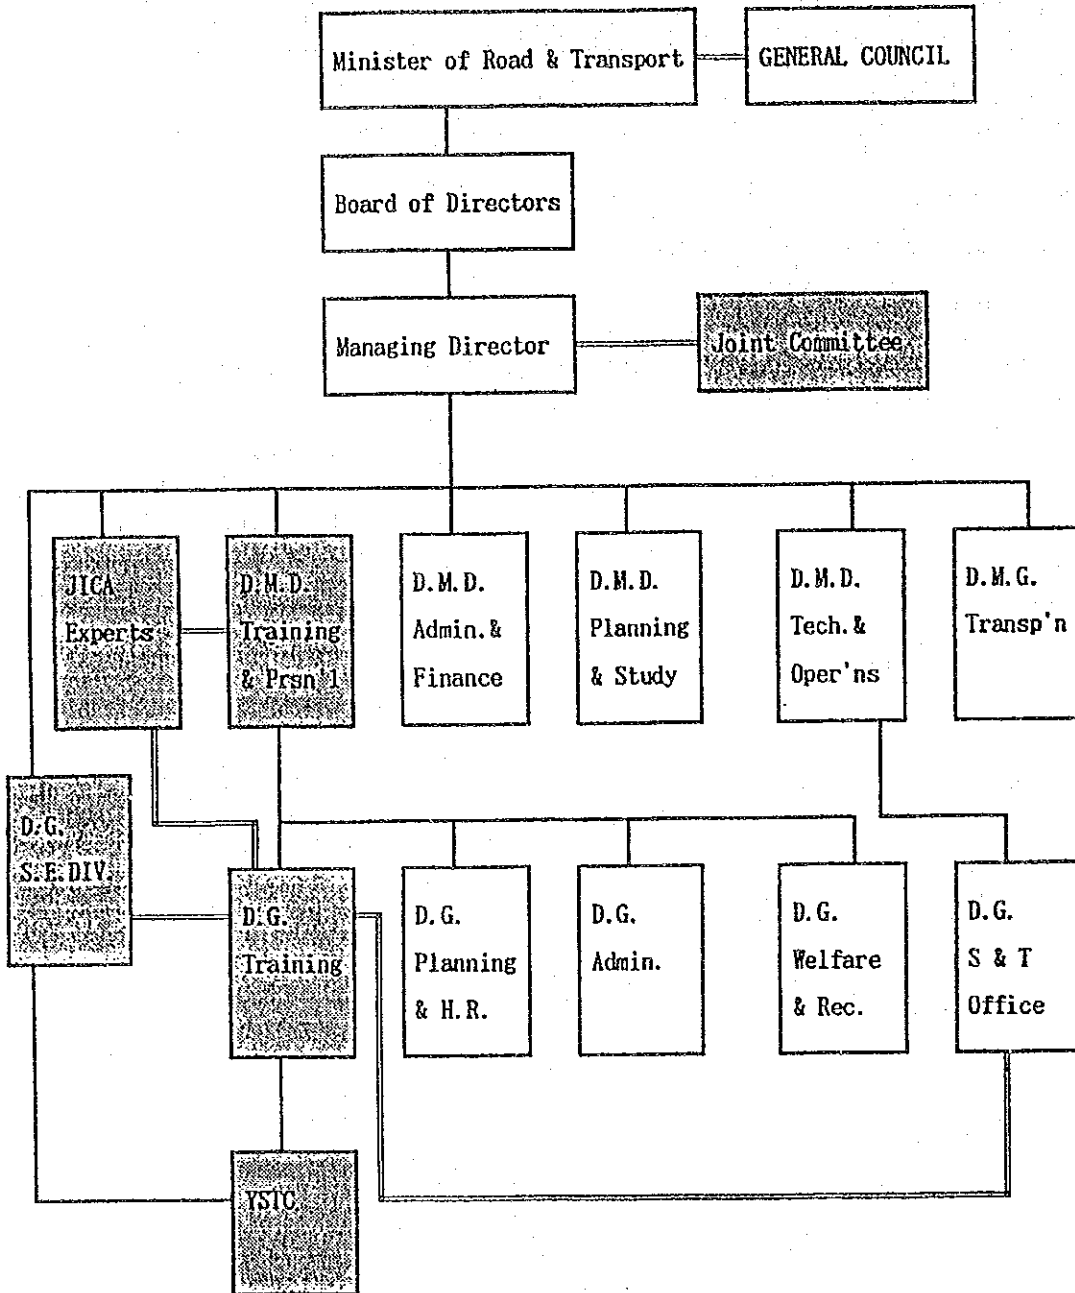 Minister of Road & Transport
GENERAL COUNCIL
Board of Directors
Managing Director
Joint Committee
JICA
Experts
D.M.D.
Training
& Prsn'l
D.M.D.
Admin.&
Finance
D.M.D.
Planning
& Study
D.M.D.
Tech.&
Oper'ns
D.M.G.
Transp'n
D.G.
S.E.DIV.
D.G.
Training
D.G.
Planning
& H.R.
D.G.
Admin.
D.G.
Welfare
& Rec.
D.G.
S & T
Office
YSTC